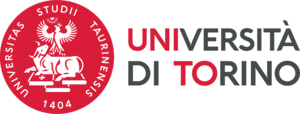 UNIVERSITAS STUDII TAURINENSIS
1404
UNIVERSITÀ
DI TORINO